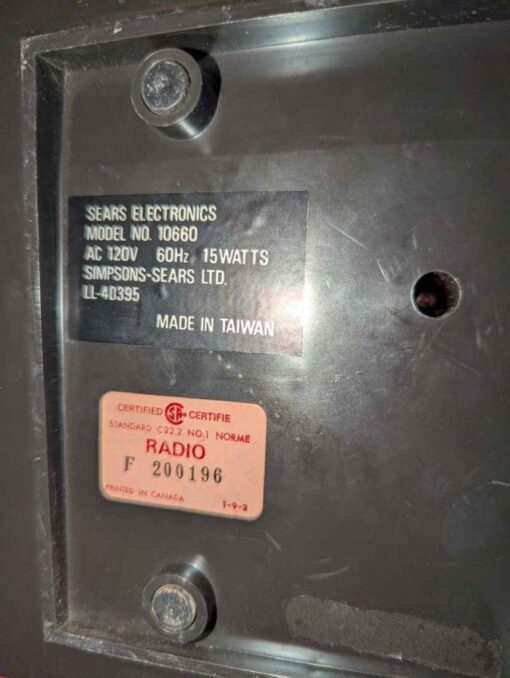 SEARS ELECTRONICS
MODEL NO. 10660
AC 120V 60Hz 15WATTS
SIMPSONS-SEARS LTD.
LL-40395
MADE IN TAIWAN
CERTIFIED SA CERTIFIE
STANDARD C22.2 NO.1 NORME
RADIO
F 200196
PRINTED IN CANADA T-9-3